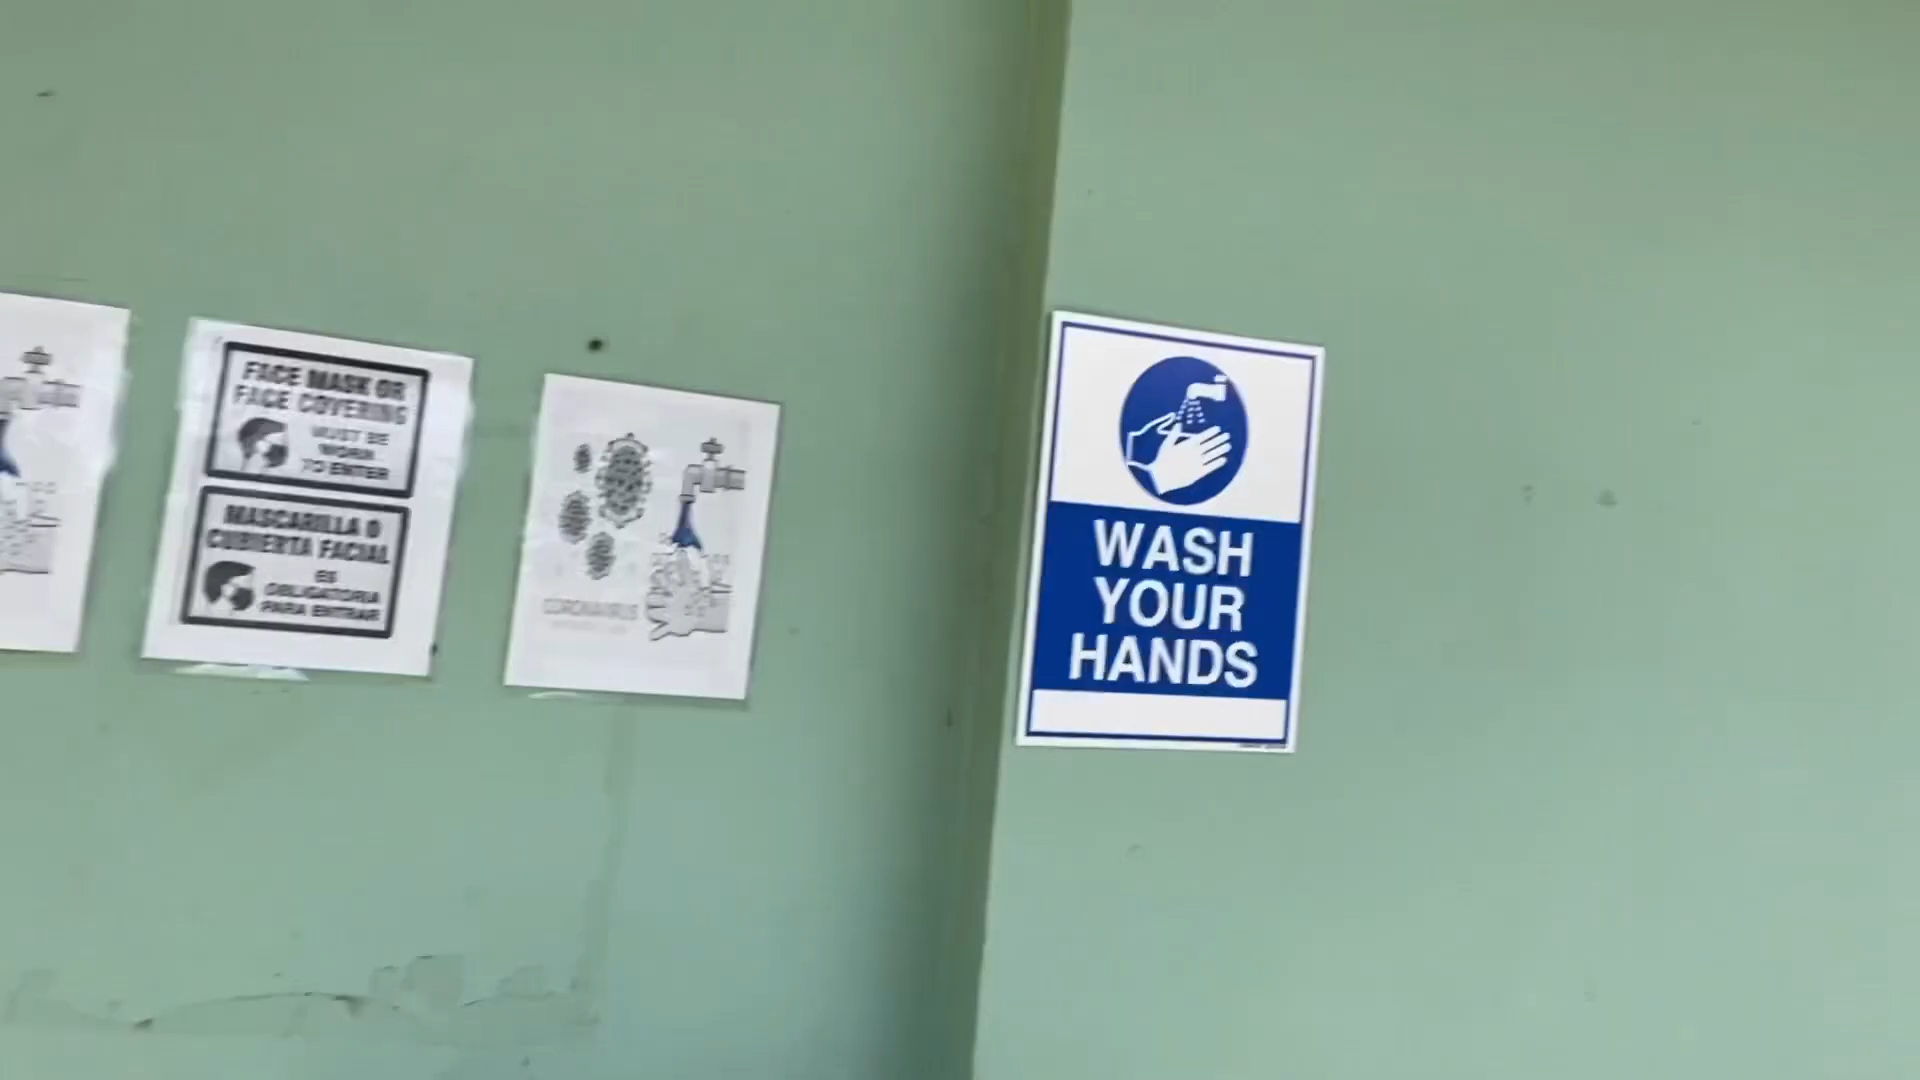 FACE MASK OR
FACE COVERING
MUST BE
WORN
TO ENTER
MASCARILLA O
CUBIERTA FACIAL
ES
OBLIGATORIA
PARA ENTRAR
CORONAVIRUS
WASH
YOUR
HANDS